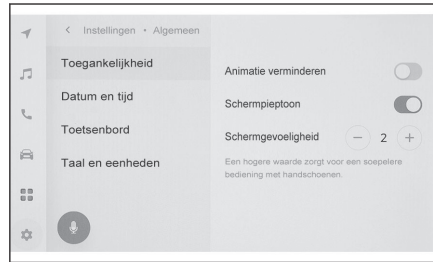 Instellingen • Algemeen
Toegankelijkheid
Datum en tijd
Toetsenbord
Taal en eenheden
Animatie verminderen
Schermpieptoon
Schermgevoeligheid − 2 +
Een hogere waarde zorgt voor een soepelere
bediening met handschoenen.